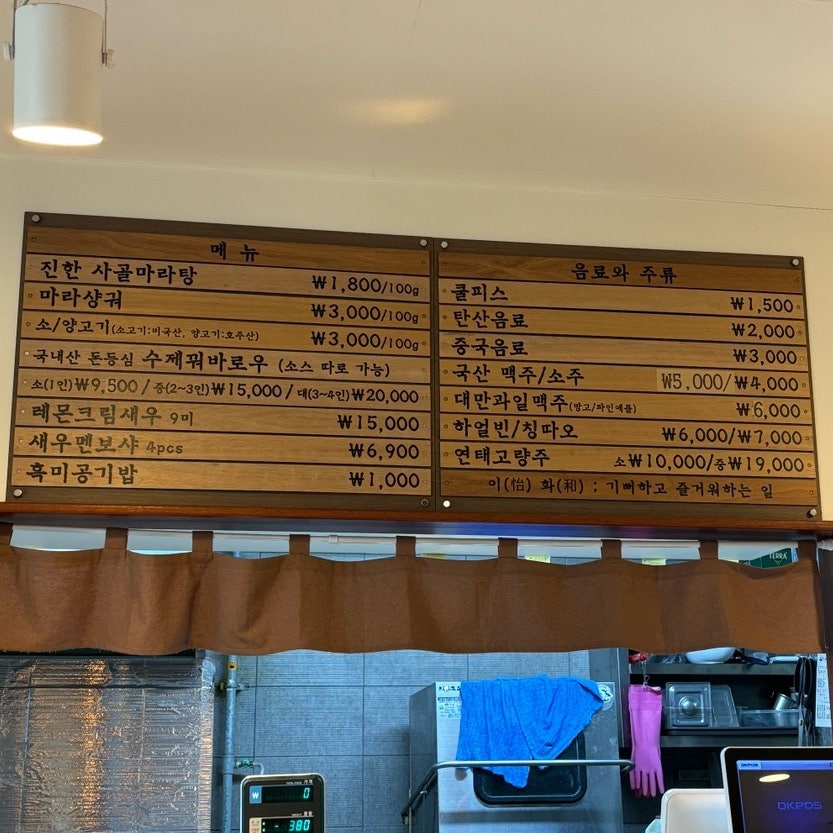 메 뉴
진한 사골마라탕 ₩1,800/100g
마라샹궈 ₩3,000/100g
소/양고기(소고기:미국산, 양고기:호주산) ₩3,000/100g
국내산 돈등심 수제꿔바로우 (소스 따로 가능)
소(1인)₩9,500 / 중(2~3인)₩15,000 / 대(3~4인)₩20,000
레몬크림새우 9미 ₩15,000
새우멘보샤 4pcs ₩6,900
흑미공기밥 ₩1,000
음료와 주류
쿨피스 ₩1,500
탄산음료 ₩2,000
중국음료 ₩3,000
국산 맥주/소주 ₩5,000/₩4,000
대만과일맥주(망고/파인애플) ₩6,000
하얼빈/칭따오 ₩6,000/₩7,000
연태고량주 소₩10,000/중₩19,000
이(怡) 화(和) ; 기뻐하고 즐거워하는 일
TERRA
₩ 0
380
OKPOS
OKPOS